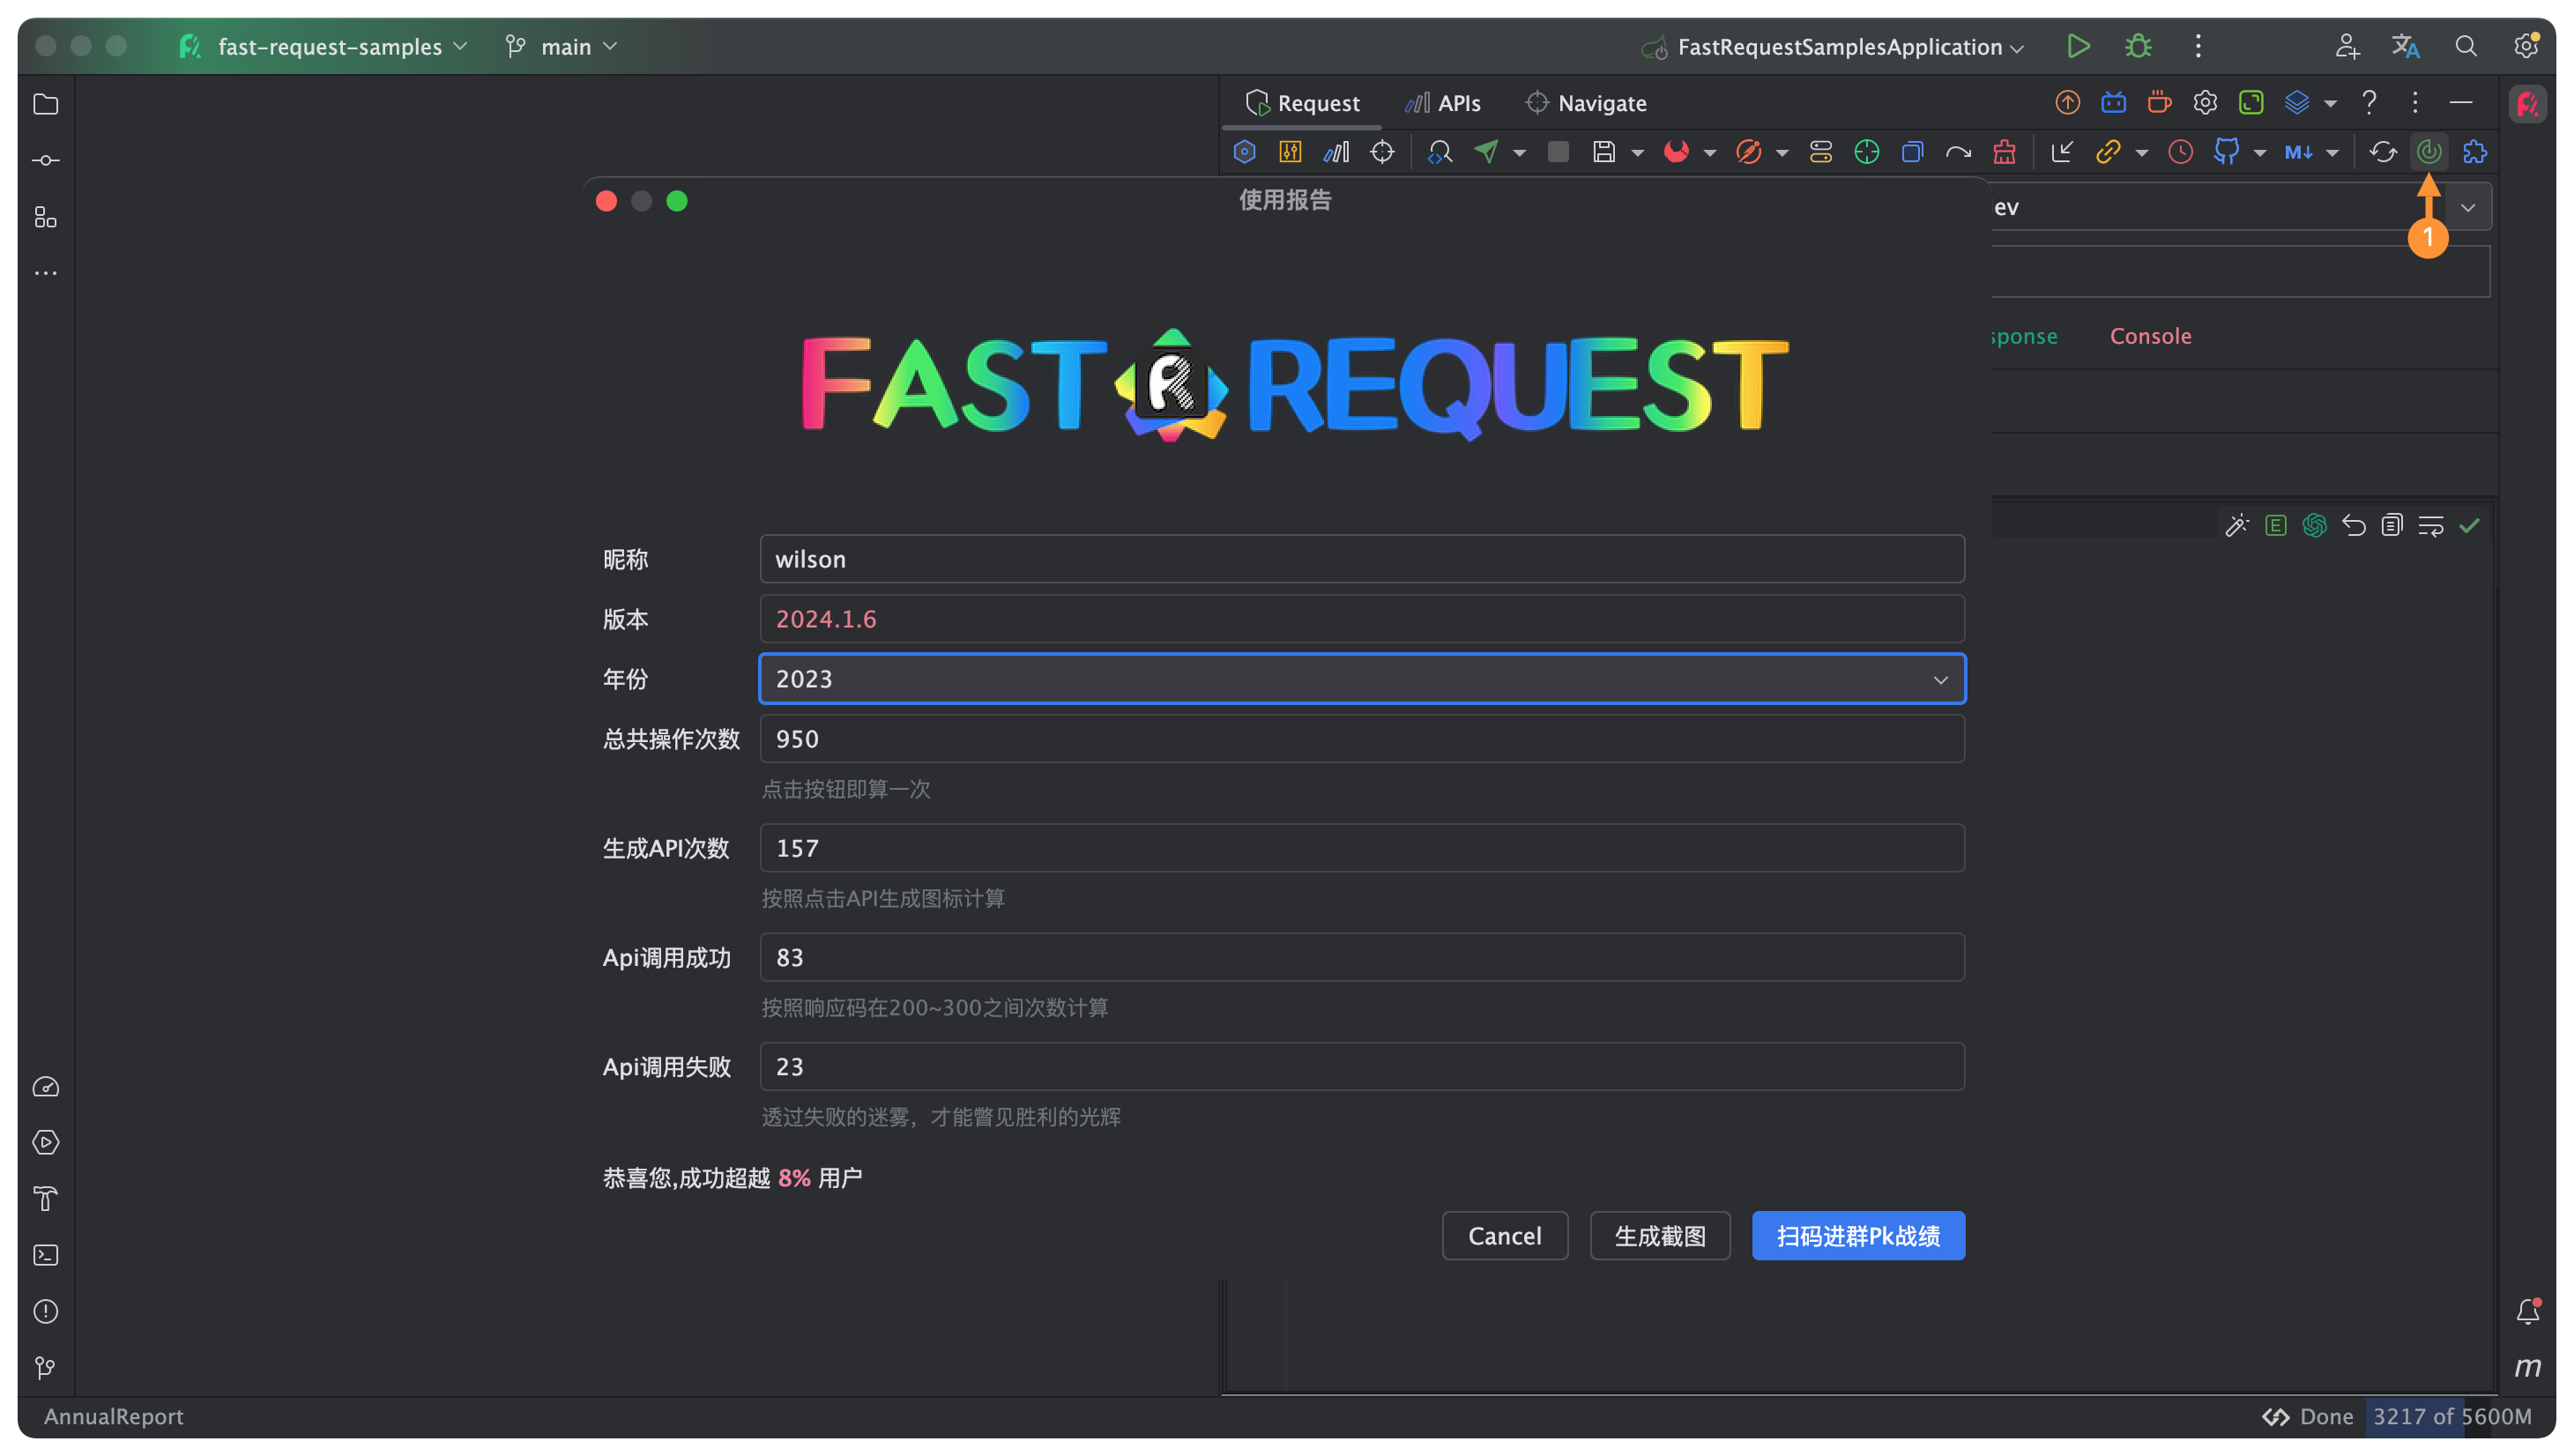 fast-request-samples
main
FastRequestSamplesApplication
Request
APIs
Navigate
M↓
使用报告
ev
1
FAST REQUEST
sponse
Console
E
昵称
wilson
版本
2024.1.6
年份
2023
总共操作次数
950
点击按钮即算一次
生成API次数
157
按照点击API生成图标计算
Api调用成功
83
按照响应码在200~300之间次数计算
Api调用失败
23
透过失败的迷雾，才能瞥见胜利的光辉
恭喜您,成功超越 8% 用户
Cancel
生成截图
扫码进群Pk战绩
m
AnnualReport
Done
3217 of 5600M